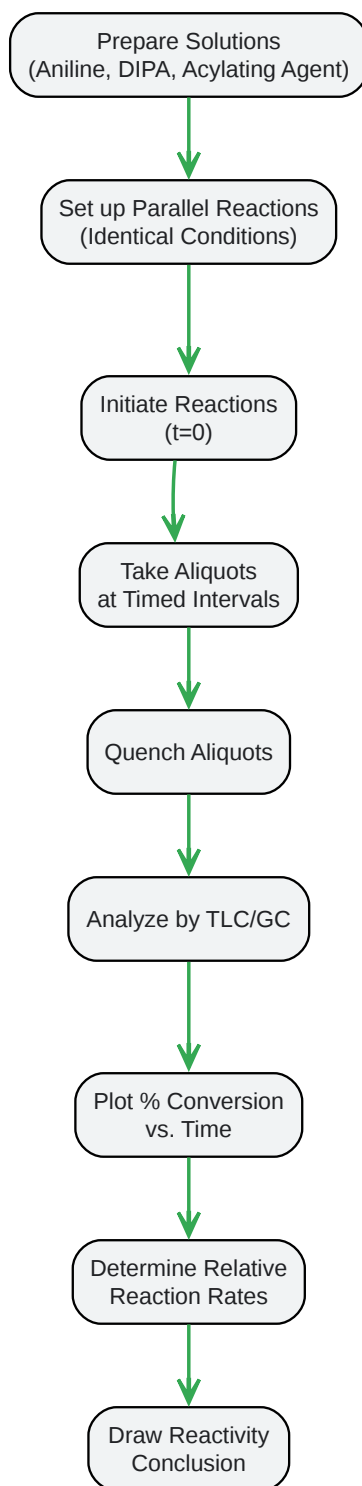 Prepare Solutions
(Aniline, DIPA, Acylating Agent)
Set up Parallel Reactions
(Identical Conditions)
Initiate Reactions
(t=0)
Take Aliquots
at Timed Intervals
Quench Aliquots
Analyze by TLC/GC
Plot % Conversion
vs. Time
Determine Relative
Reaction Rates
Draw Reactivity
Conclusion